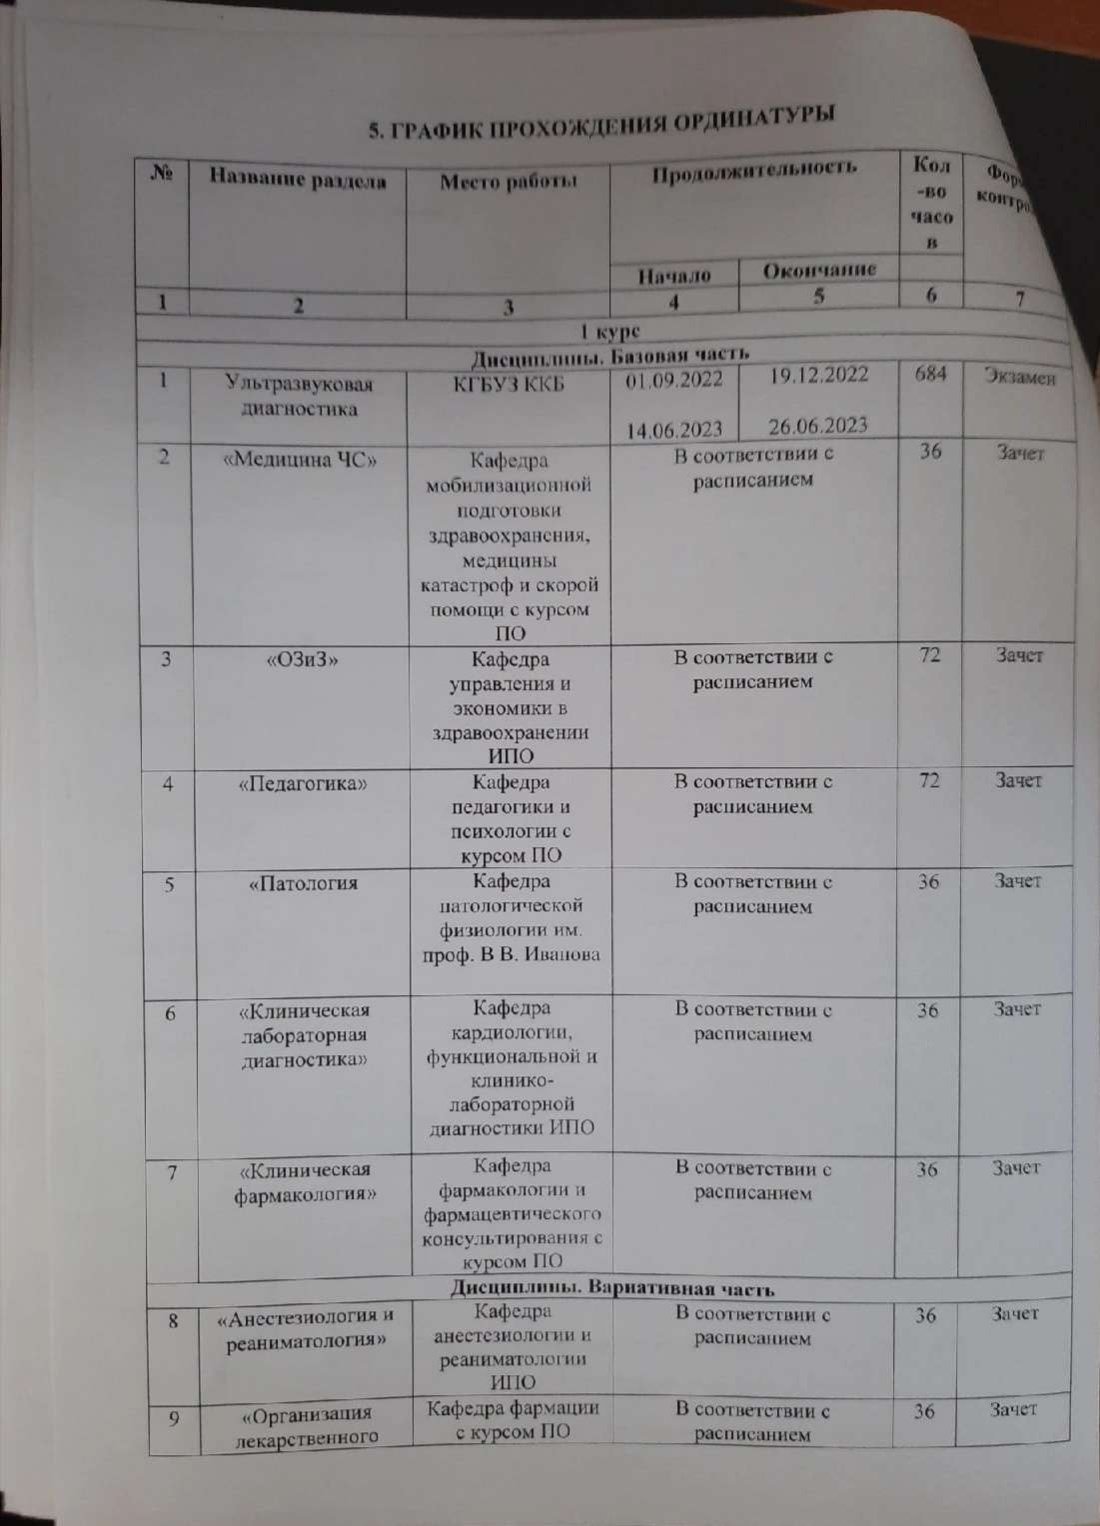 5. ГРАФИК ПРОХОЖДЕНИЯ ОРДИНАТУРЫ
№ Название раздела Место работы Продолжительность Кол
-во
часо
в
контро
Начало Окончание
1 2 3 4 5 6 7
1 курс
Дисциплины. Базовая часть
1 Ультразвуковая КГБУЗ ККБ 01.09.2022 19.12.2022 684 Экзамен
диагностика
14.06.2023 26.06.2023
2 «Медицина ЧС» Кафедра В соответствии с 36 Зачет
мобилизационной расписанием
подготовки
здравоохранения,
медицины
катастроф и скорой
помощи с курсом
ПО
3 «ОЗиЗ» Кафедра В соответствии с 72 Зачет
управления и расписанием
экономики в
здравоохранении
ИПО
4 «Педагогика» Кафедра В соответствии с 72 Зачет
педагогики и расписанием
психологии с
курсом ПО
5 «Патология Кафедра В соответствии с 36 Зачет
патологической расписанием
физиологии им.
проф. В В. Иванова
6 «Клиническая Кафедра В соответствии с 36 Зачет
лабораторная кардиологии, расписанием
диагностика» функциональной и
клинико-
лабораторной
диагностики ИПО
7 «Клиническая Кафедра В соответствии с 36 Зачет
фармакология» фармакологии и расписанием
фармацевтического
консультирования с
курсом ПО
Дисциплины. Вариативная часть
8 «Анестезиология и Кафедра В соответствии с 36 Зачет
реаниматология» анестезиологии и расписанием
реаниматологии
ИПО
9 «Организация Кафедра фармации В соответствии с 36 Зачет
лекарственного с курсом ПО расписанием